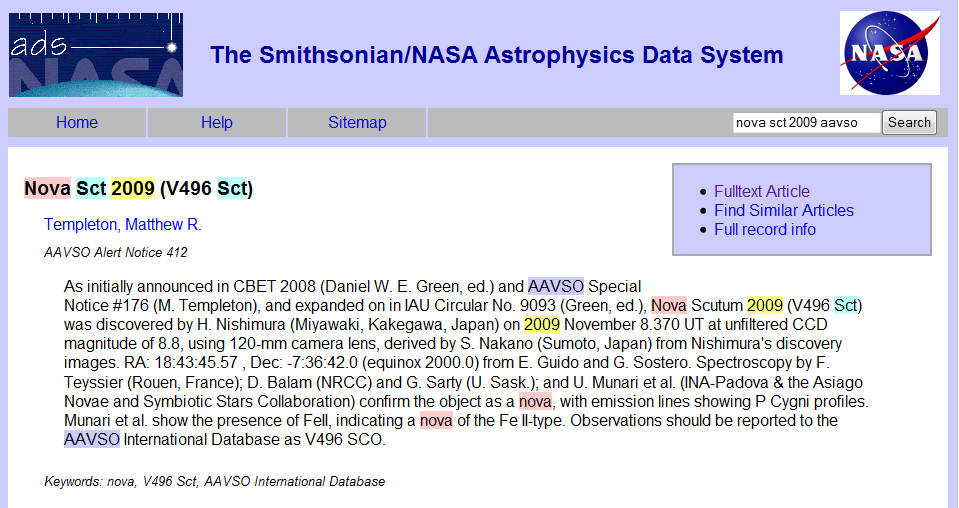 ads
NASA
The Smithsonian/NASA Astrophysics Data System
NASA
Home Help Sitemap nova sct 2009 aavso Search
Nova Sct 2009 (V496 Sct)
Fulltext Article
Find Similar Articles
Full record info
Templeton, Matthew R.
AAVSO Alert Notice 412
As initially announced in CBET 2008 (Daniel W. E. Green, ed.) and AAVSO Special
Notice #176 (M. Templeton), and expanded on in IAU Circular No. 9093 (Green, ed.), Nova Scutum 2009 (V496 Sct)
was discovered by H. Nishimura (Miyawaki, Kakegawa, Japan) on 2009 November 8.370 UT at unfiltered CCD
magnitude of 8.8, using 120-mm camera lens, derived by S. Nakano (Sumoto, Japan) from Nishimura's discovery
images. RA: 18:43:45.57 , Dec: -7:36:42.0 (equinox 2000.0) from E. Guido and G. Sostero. Spectroscopy by F.
Teyssier (Rouen, France); D. Balam (NRCC) and G. Sarty (U. Sask.); and U. Munari et al. (INA-Padova & the Asiago
Novae and Symbiotic Stars Collaboration) confirm the object as a nova, with emission lines showing P Cygni profiles.
Munari et al. show the presence of FeII, indicating a nova of the Fe II-type. Observations should be reported to the
AAVSO International Database as V496 SCO.
Keywords: nova, V496 Sct, AAVSO International Database